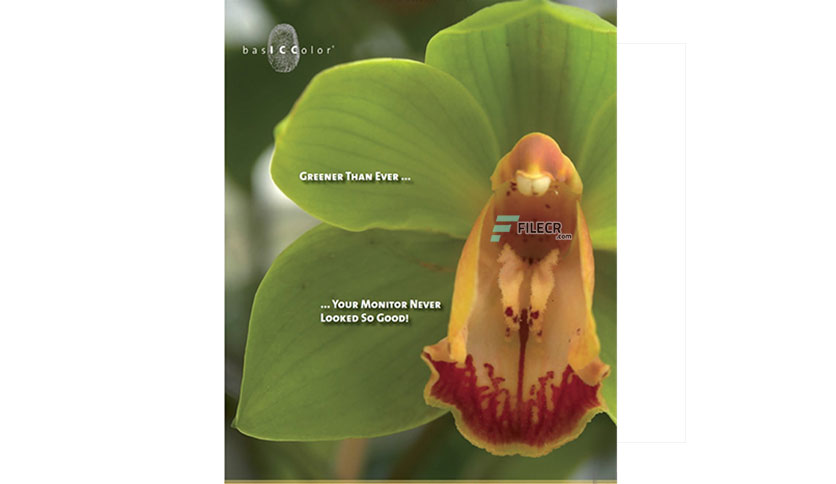 basICColor®
Greener Than Ever ...
FILECR
.com
... Your Monitor Never
Looked So Good!